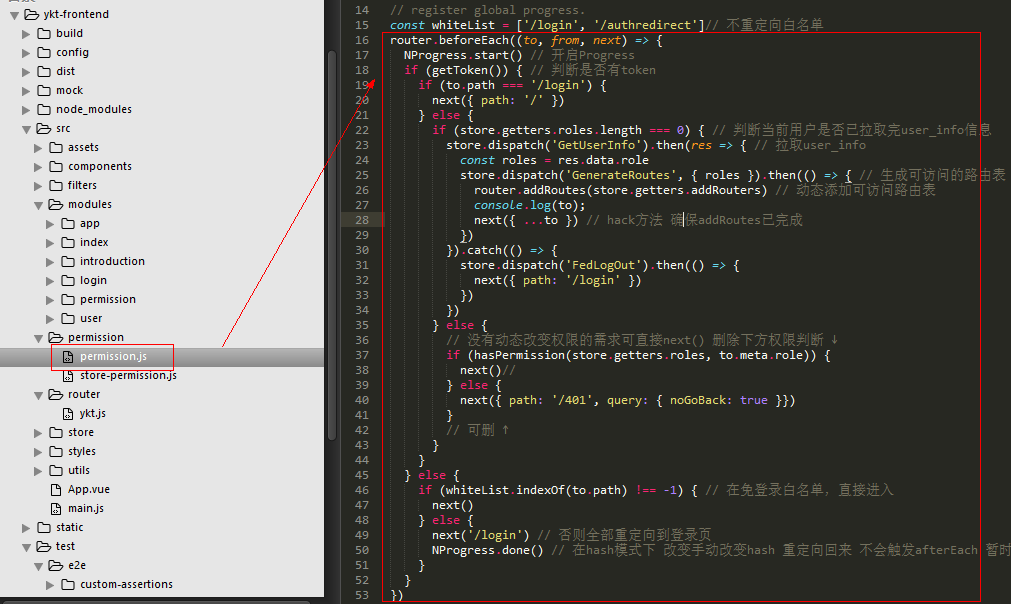 ykt-frontend
build
config
dist
mock
node_modules
src
assets
components
filters
modules
app
index
introduction
login
permission
user
permission
permission.js
store-permission.js
router
ykt.js
store
styles
utils
App.vue
main.js
static
test
e2e
custom-assertions
14 // register global progress.
15 const whiteList = ['/login', '/authredirect']// 不重定向白名单
16 router.beforeEach((to, from, next) => {
17 NProgress.start() // 开启Progress
18 if (getToken()) { // 判断是否有token
19 if (to.path === '/login') {
20 next({ path: '/' })
21 } else {
22 if (store.getters.roles.length === 0) { // 判断当前用户是否已拉取完user_info信息
23 store.dispatch('GetUserInfo').then(res => { // 拉取user_info
24 const roles = res.data.role
25 store.dispatch('GenerateRoutes', { roles }).then(() => { // 生成可访问的路由表
26 router.addRoutes(store.getters.addRouters) // 动态添加可访问路由表
27 console.log(to);
28 next({ ...to }) // hack方法 确保addRoutes已完成
29 })
30 }).catch(() => {
31 store.dispatch('FedLogOut').then(() => {
32 next({ path: '/login' })
33 })
34 })
35 } else {
36 // 没有动态改变权限的需求可直接next() 删除下方权限判断 ↓
37 if (hasPermission(store.getters.roles, to.meta.role)) {
38 next()//
39 } else {
40 next({ path: '/401', query: { noGoBack: true }})
41 }
42 // 可删 ↑
43 }
44 }
45 } else {
46 if (whiteList.indexOf(to.path) !== -1) { // 在免登录白名单，直接进入
47 next()
48 } else {
49 next('/login') // 否则全部重定向到登录页
50 NProgress.done() // 在hash模式下 改变手动改变hash 重定向回来 不会触发afterEach 暂时
51 }
52 }
53 })